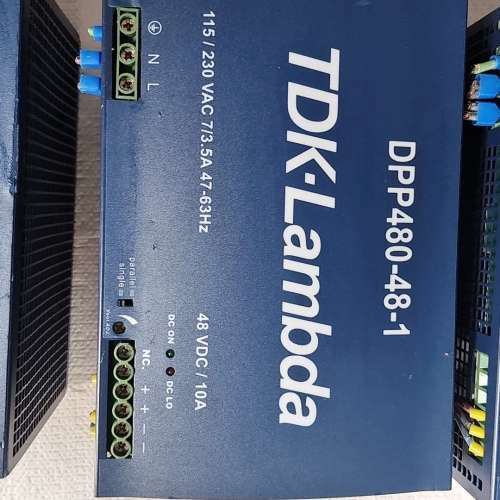 TDK-Lambda
DPP480-48-1
115 / 230 VAC 7/3.5A 47-63Hz
N
L
parallel
single
DC ON
DC LO
48 VDC / 10A
NC.
+
+
−
−